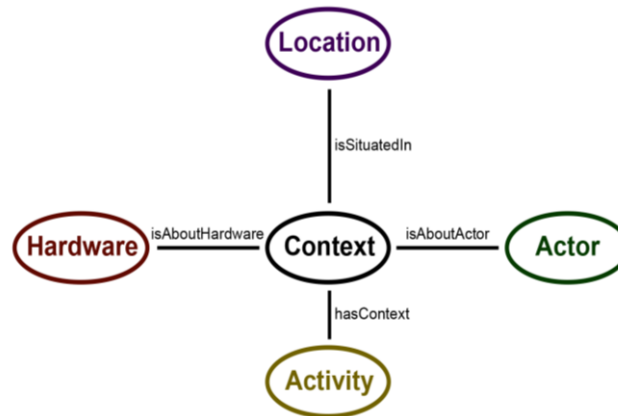 Location
isSituatedIn
Hardware isAboutHardware Context isAboutActor Actor
hasContext
Activity